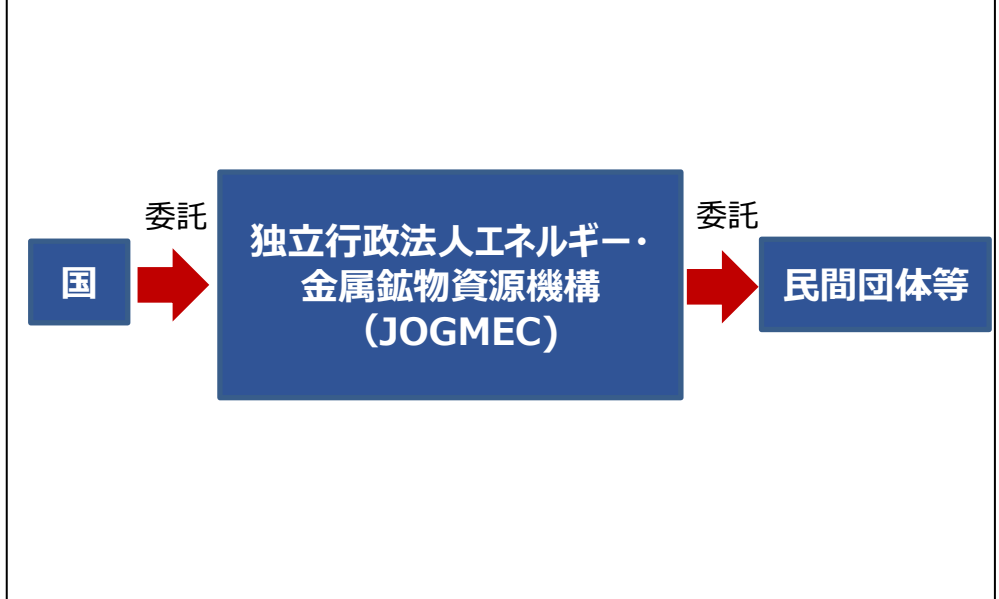 委託
国
独立行政法人エネルギー・
金属鉱物資源機構
（JOGMEC)
委託
民間団体等